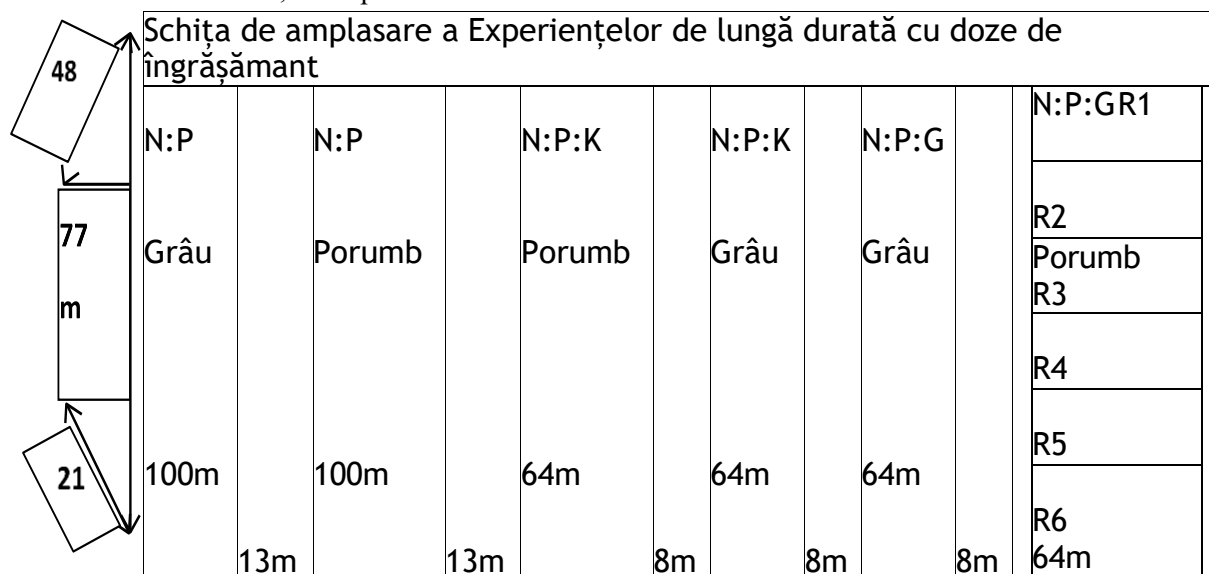 Schița de amplasare a Experiențelor de lungă durată cu doze de
îngrășămant
48
77
m
21
N:P
Grâu
100m
13m
N:P
Porumb
100m
13m
N:P:K
Porumb
64m
8m
N:P:K
Grâu
64m
8m
N:P:G
Grâu
64m
8m
N:P:GR1
R2
Porumb
R3
R4
R5
R6
64m